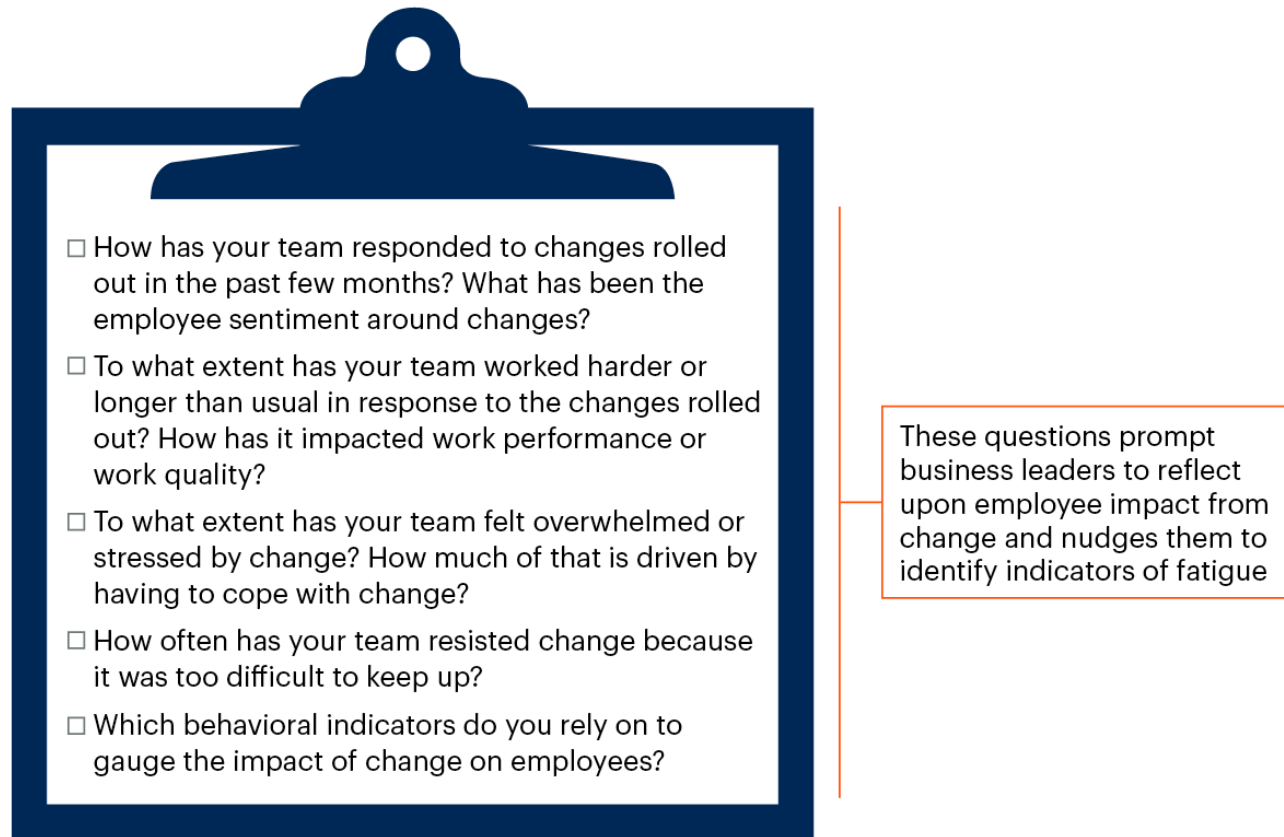 How has your team responded to changes rolled
out in the past few months? What has been the
employee sentiment around changes?
To what extent has your team worked harder or
longer than usual in response to the changes rolled
out? How has it impacted work performance or
work quality?
To what extent has your team felt overwhelmed or
stressed by change? How much of that is driven by
having to cope with change?
How often has your team resisted change because
it was too difficult to keep up?
Which behavioral indicators do you rely on to
gauge the impact of change on employees?
These questions prompt
business leaders to reflect
upon employee impact from
change and nudges them to
identify indicators of fatigue